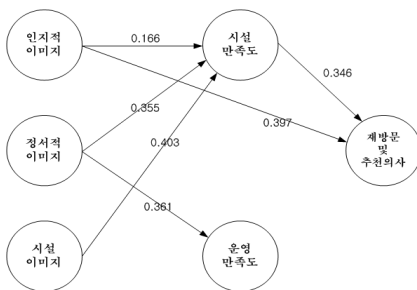 인지적
이미지
0.166
시설
만족도
0.346
0.355
0.397
0.403
정서적
이미지
재방문
및
추천의사
0.361
시설
이미지
운영
만족도